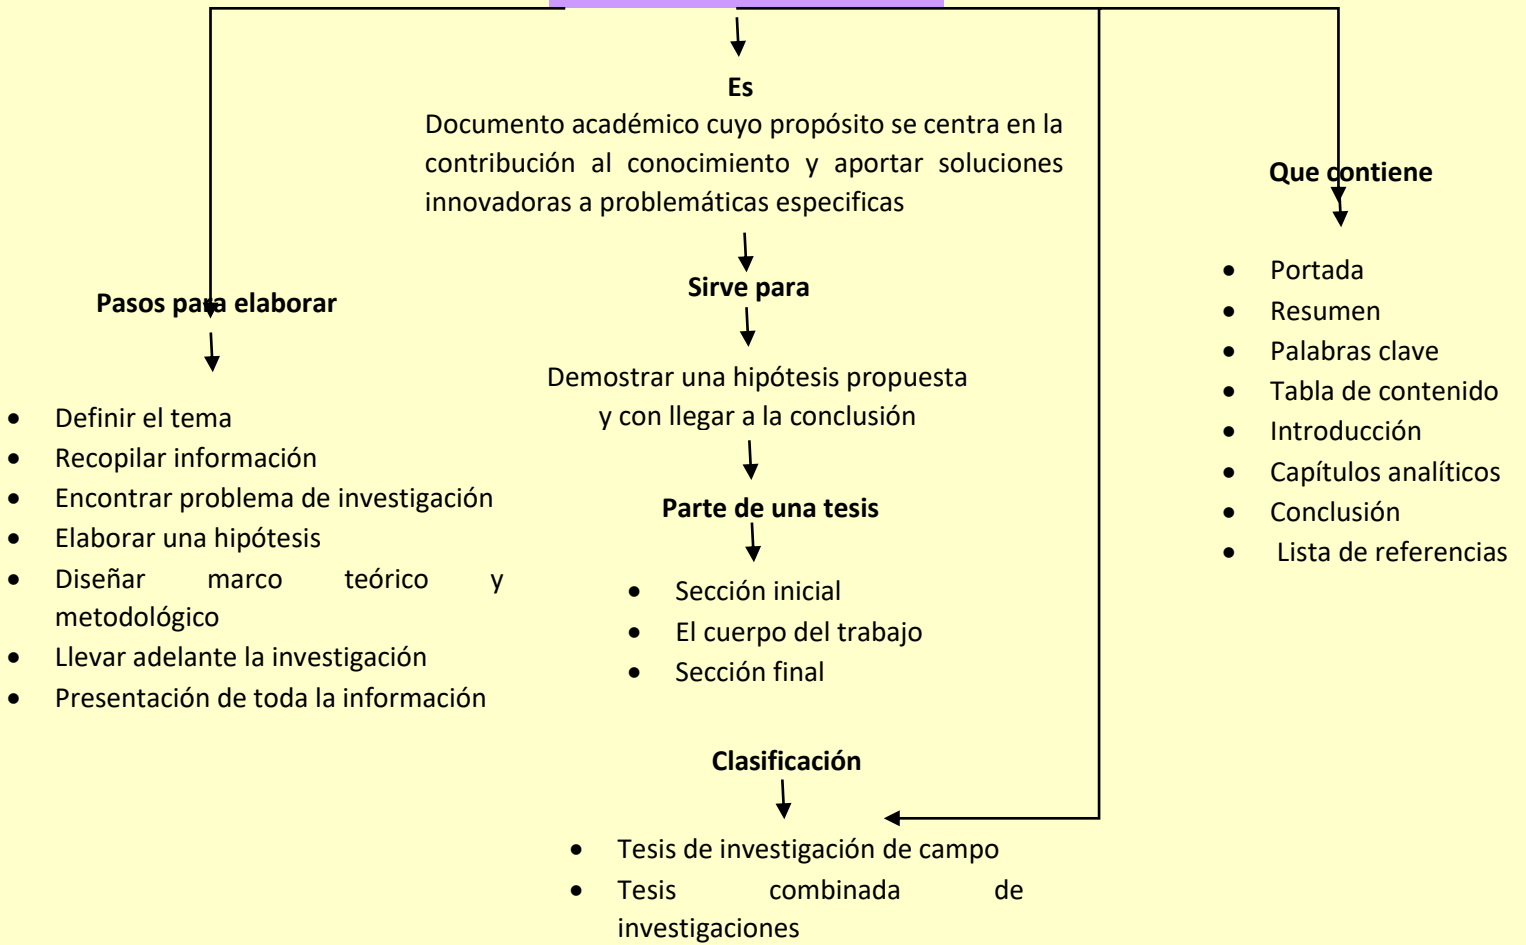 Es
Documento académico cuyo propósito se centra en la
contribución al conocimiento y aportar soluciones
innovadoras a problemáticas especificas
Sirve para
Demostrar una hipótesis propuesta
y con llegar a la conclusión
Parte de una tesis
• Sección inicial
• El cuerpo del trabajo
• Sección final
Clasificación
• Tesis de investigación de campo
• Tesis combinada de
investigaciones
Pasos para elaborar
• Definir el tema
• Recopilar información
• Encontrar problema de investigación
• Elaborar una hipótesis
• Diseñar marco teórico y
metodológico
• Llevar adelante la investigación
• Presentación de toda la información
Que contiene
• Portada
• Resumen
• Palabras clave
• Tabla de contenido
• Introducción
• Capítulos analíticos
• Conclusión
• Lista de referencias